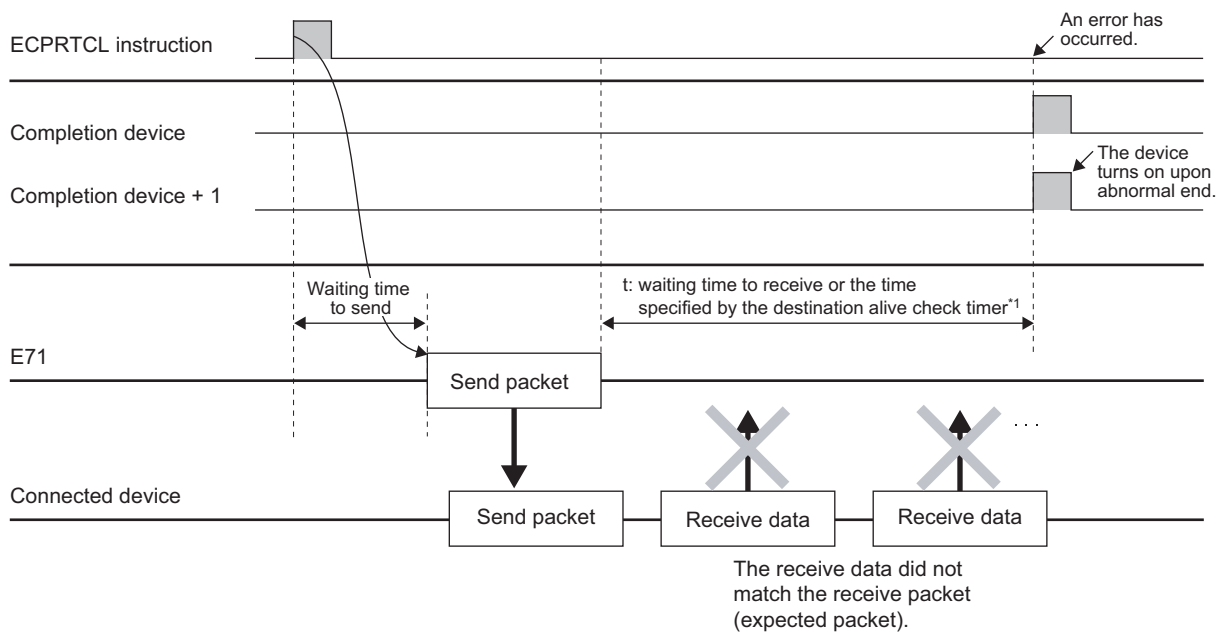 An error has
occurred.
ECPRTCL instruction
Completion device
The device
turns on upon
abnormal end.
Completion device + 1
Waiting time
to send
t: waiting time to receive or the time
specified by the destination alive check timer*1
E71
Send packet
. . .
Connected device
Send packet
Receive data
Receive data
The receive data did not
match the receive packet
(expected packet).